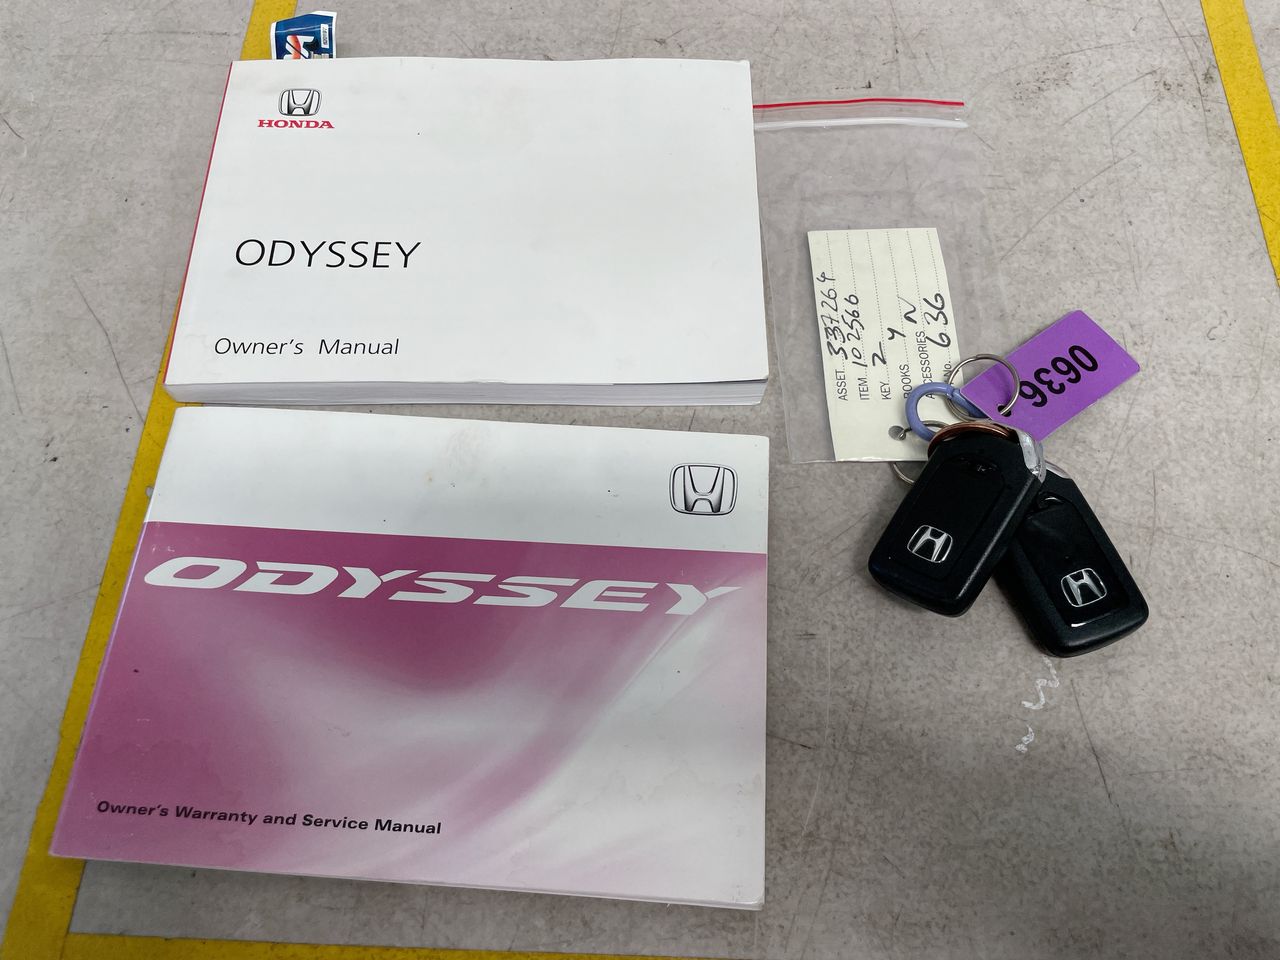 HONDA
ODYSSEY
Owner's Manual
ODYSSEY
Owner's Warranty and Service Manual
ASSET 337264
ITEM 102566
KEY 2
BOOKS Y
ACCESSORIES N
No. 636
0636